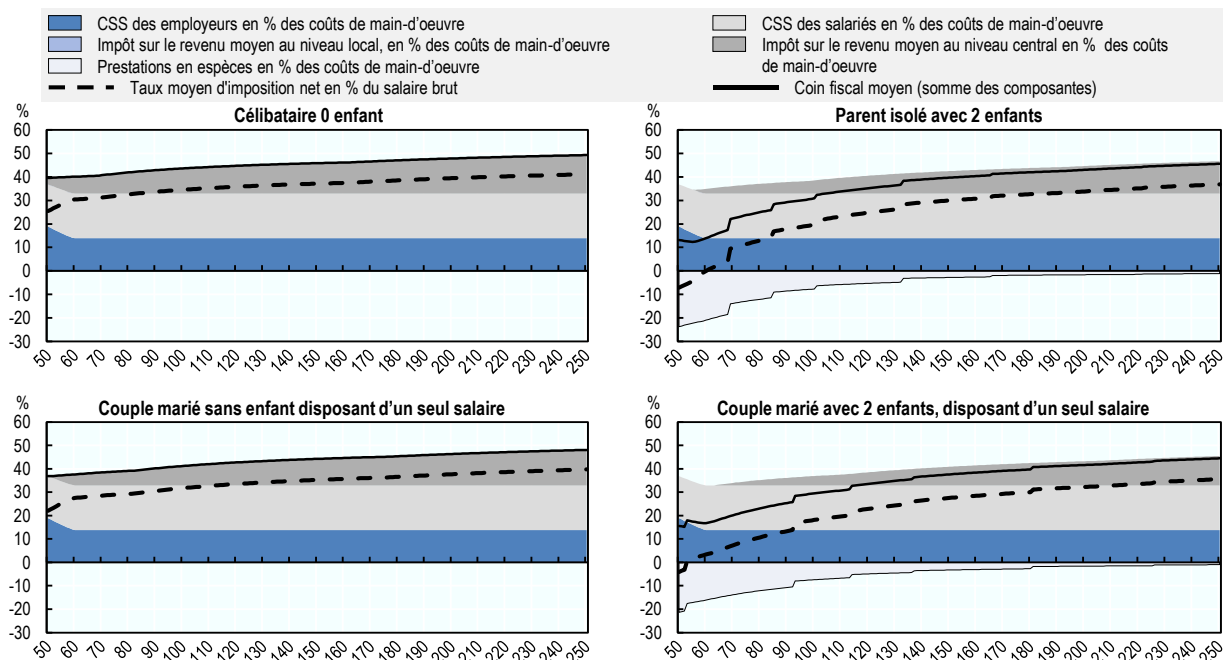 CSS des employeurs en % des coûts de main-d'oeuvre
CSS des salariés en % des coûts de main-d'oeuvre
Impôt sur le revenu moyen au niveau local, en % des coûts de main-d'oeuvre
Impôt sur le revenu moyen au niveau central en % des coûts
de main-d'oeuvre
Prestations en espèces en % des coûts de main-d'oeuvre
Taux moyen d'imposition net en % du salaire brut
Coin fiscal moyen (somme des composantes)
%
Célibataire 0 enfant
60
50
40
30
20
10
0
-10
-20
-30
50 60 70 80 90 100 110 120 130 140 150 160 170 180 190 200 210 220 230 240 250
%
Parent isolé avec 2 enfants
60
50
40
30
20
10
0
-10
-20
-30
50 60 70 80 90 100 110 120 130 140 150 160 170 180 190 200 210 220 230 240 250
%
Couple marié sans enfant disposant d'un seul salaire
60
50
40
30
20
10
0
-10
-20
-30
50 60 70 80 90 100 110 120 130 140 150 160 170 180 190 200 210 220 230 240 250
%
Couple marié avec 2 enfants, disposant d'un seul salaire
60
50
40
30
20
10
0
-10
-20
-30
50 60 70 80 90 100 110 120 130 140 150 160 170 180 190 200 210 220 230 240 250